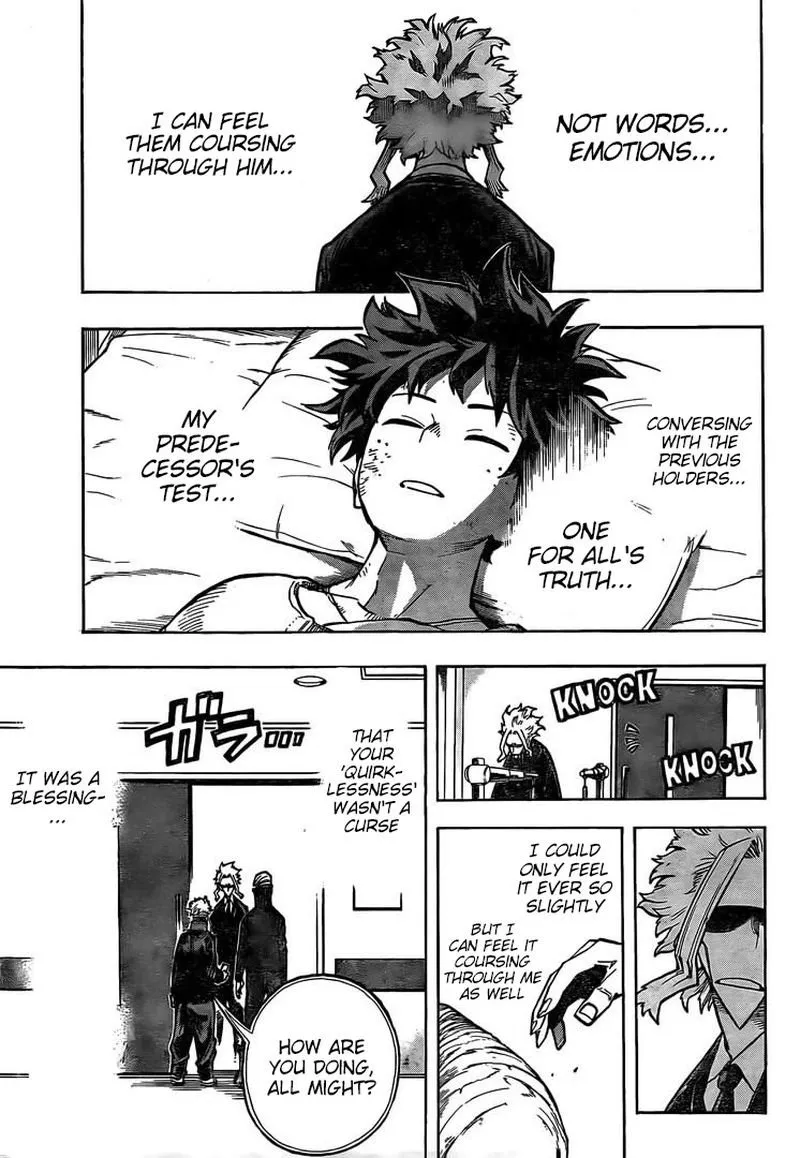 NOT WORDS...
EMOTIONS...
I CAN FEEL
THEM COURSING
THROUGH HIM...
CONVERSING
WITH THE
PREVIOUS
HOLDERS...
ONE
FOR ALL'S
TRUTH...
MY
PREDE-
CESSOR'S
TEST...
KNOCK
KNOCK
I COULD
ONLY FEEL
IT EVER SO
SLIGHTLY
BUT I
CAN FEEL IT
COURSING
THROUGH ME
AS WELL
THAT
YOUR
'QUIRK-
LESSNESS'
WASN'T A
CURSE
ガラ...
IT WAS A
BLESSING-
...
HOW ARE
YOU DOING,
ALL MIGHT?